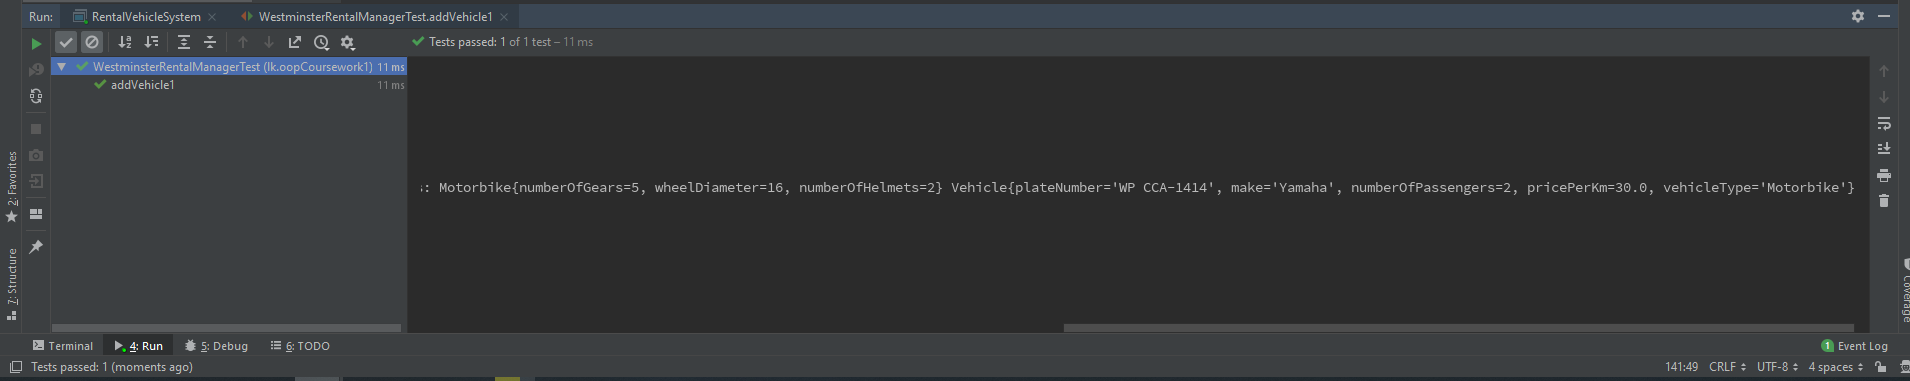 Run: RentalVehicleSystem × WestminsterRentalManagerTest.addVehicle1 ×
Tests passed: 1 of 1 test – 11 ms
WestminsterRentalManagerTest (lk.oopCoursework1) 11 ms
addVehicle1 11 ms
: Motorbike{numberOfGears=5, wheelDiameter=16, numberOfHelmets=2} Vehicle{plateNumber='WP CCA-1414', make='Yamaha', numberOfPassengers=2, pricePerKm=30.0, vehicleType='Motorbike'}
2: Favorites
7: Structure
Coverage
Terminal 4: Run 5: Debug 6: TODO 1 Event Log
Tests passed: 1 (moments ago) 141:49 CRLF UTF-8 4 spaces